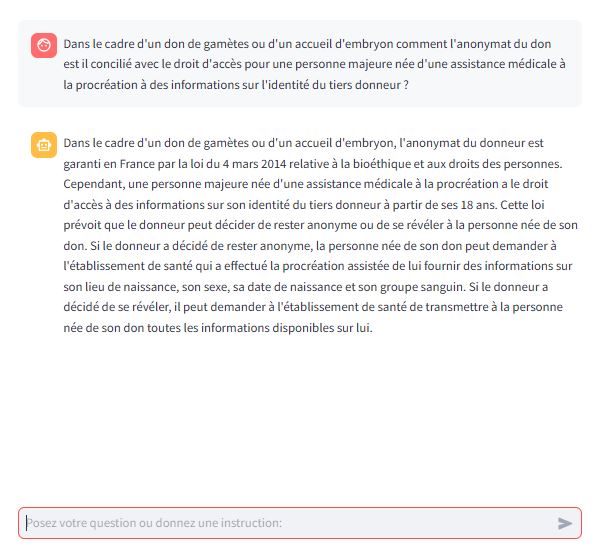 Dans le cadre d'un don de gamètes ou d'un accueil d'embryon comment l'anonymat du don
est il concilié avec le droit d'accès pour une personne majeure née d'une assistance médicale à
la procréation à des informations sur l'identité du tiers donneur ?
Dans le cadre d'un don de gamètes ou d'un accueil d'embryon, l'anonymat du donneur est
garanti en France par la loi du 4 mars 2014 relative à la bioéthique et aux droits des personnes.
Cependant, une personne majeure née d'une assistance médicale à la procréation a le droit
d'accès à des informations sur son identité du tiers donneur à partir de ses 18 ans. Cette loi
prévoit que le donneur peut décider de rester anonyme ou de se révéler à la personne née de son
don. Si le donneur a décidé de rester anonyme, la personne née de son don peut demander à
l'établissement de santé qui a effectué la procréation assistée de lui fournir des informations sur
son lieu de naissance, son sexe, sa date de naissance et son groupe sanguin. Si le donneur a
décidé de se révéler, il peut demander à l'établissement de santé de transmettre à la personne
née de son don toutes les informations disponibles sur lui.
Posez votre question ou donnez une instruction: